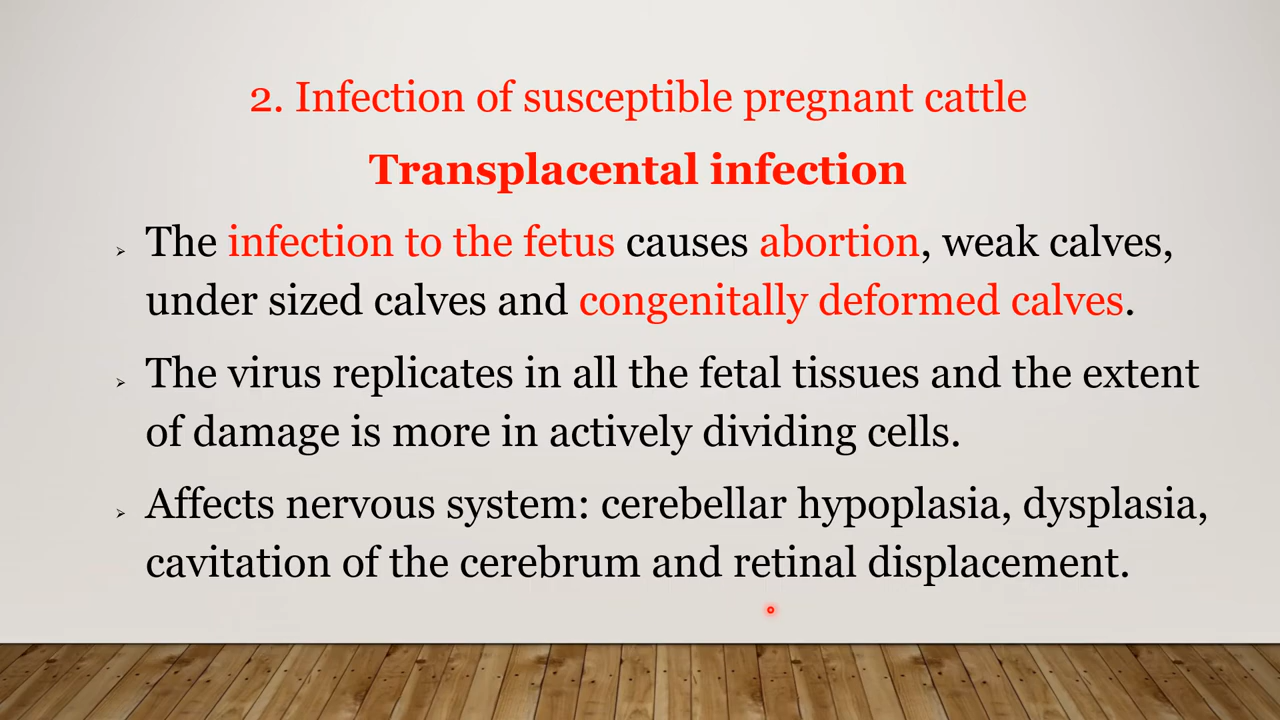 2. Infection of susceptible pregnant cattle
Transplacental infection
➢ The infection to the fetus causes abortion, weak calves,
under sized calves and congenitally deformed calves.
➢ The virus replicates in all the fetal tissues and the extent
of damage is more in actively dividing cells.
➢ Affects nervous system: cerebellar hypoplasia, dysplasia,
cavitation of the cerebrum and retinal displacement.